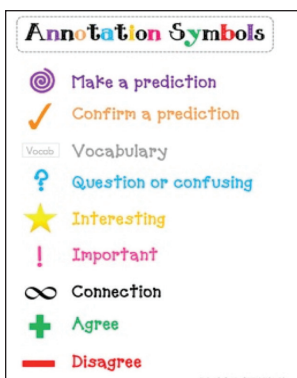 Annotation Symbols
Make a prediction
Confirm a prediction
Vocab Vocabulary
? Question or confusing
Interesting
! Important
Connection
Agree
Disagree